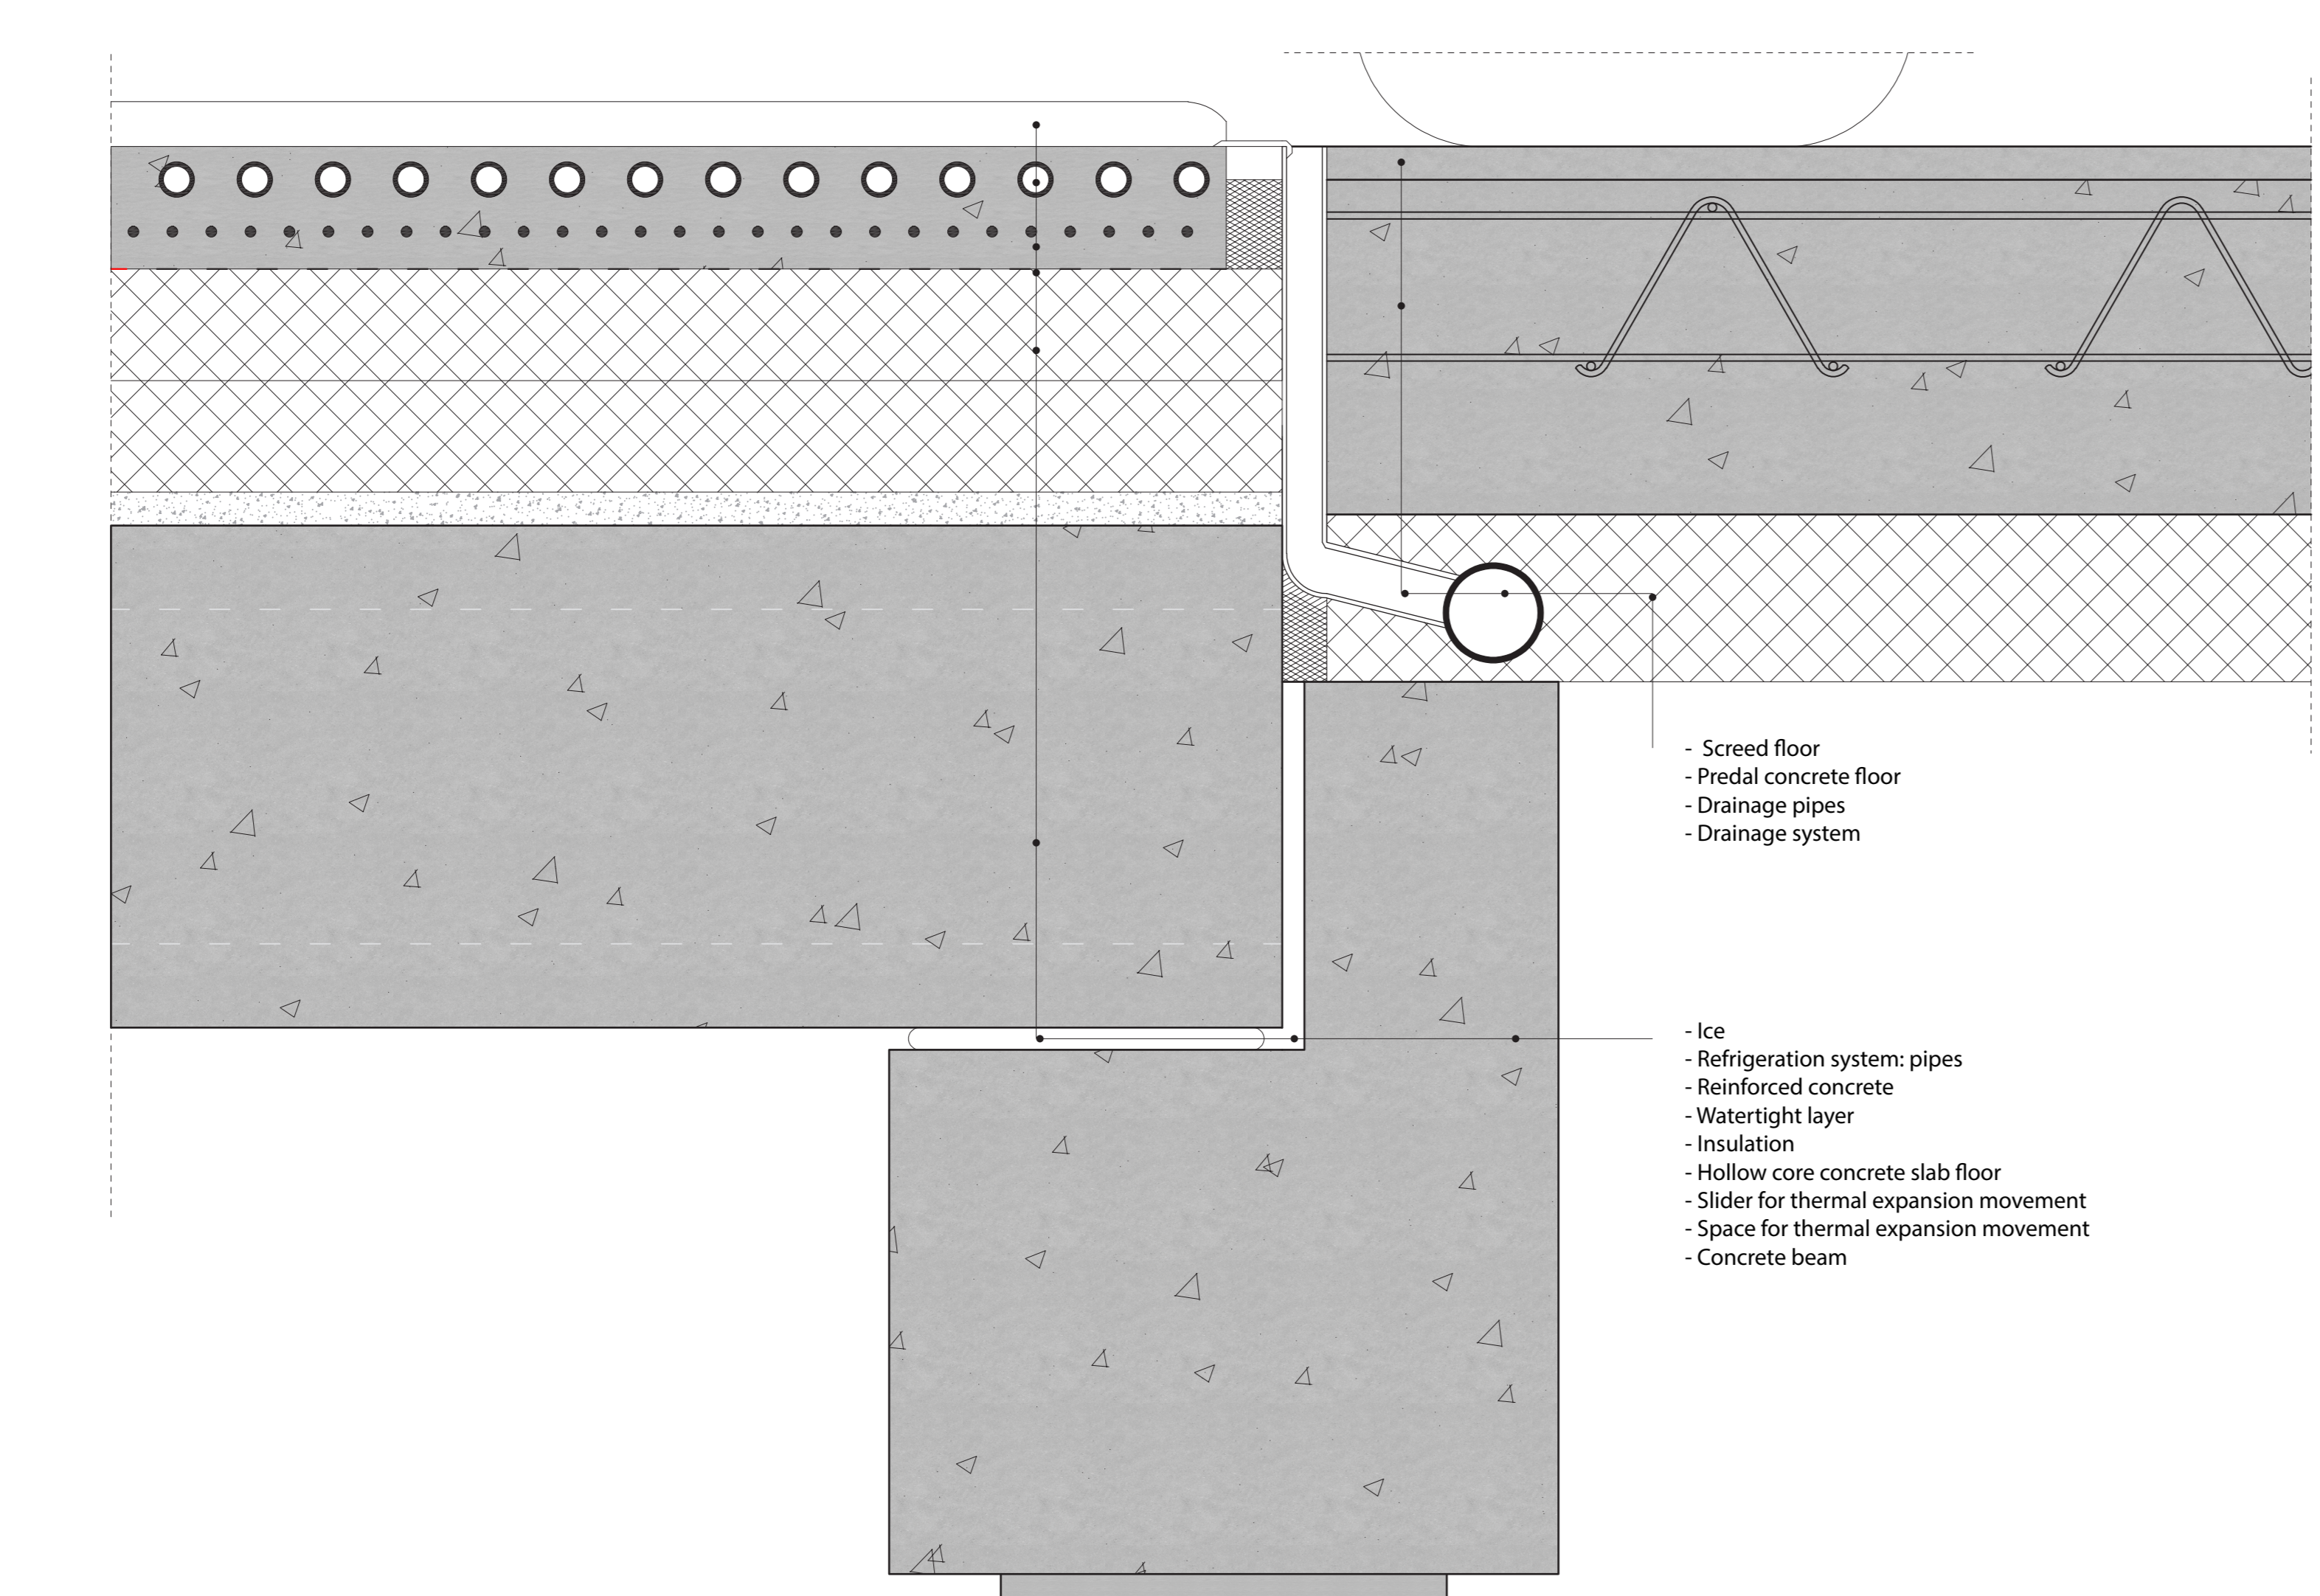 - Screed floor
- Predal concrete floor
- Drainage pipes
- Drainage system
- Ice
- Refrigeration system: pipes
- Reinforced concrete
- Watertight layer
- Insulation
- Hollow core concrete slab floor
- Slider for thermal expansion movement
- Space for thermal expansion movement
- Concrete beam